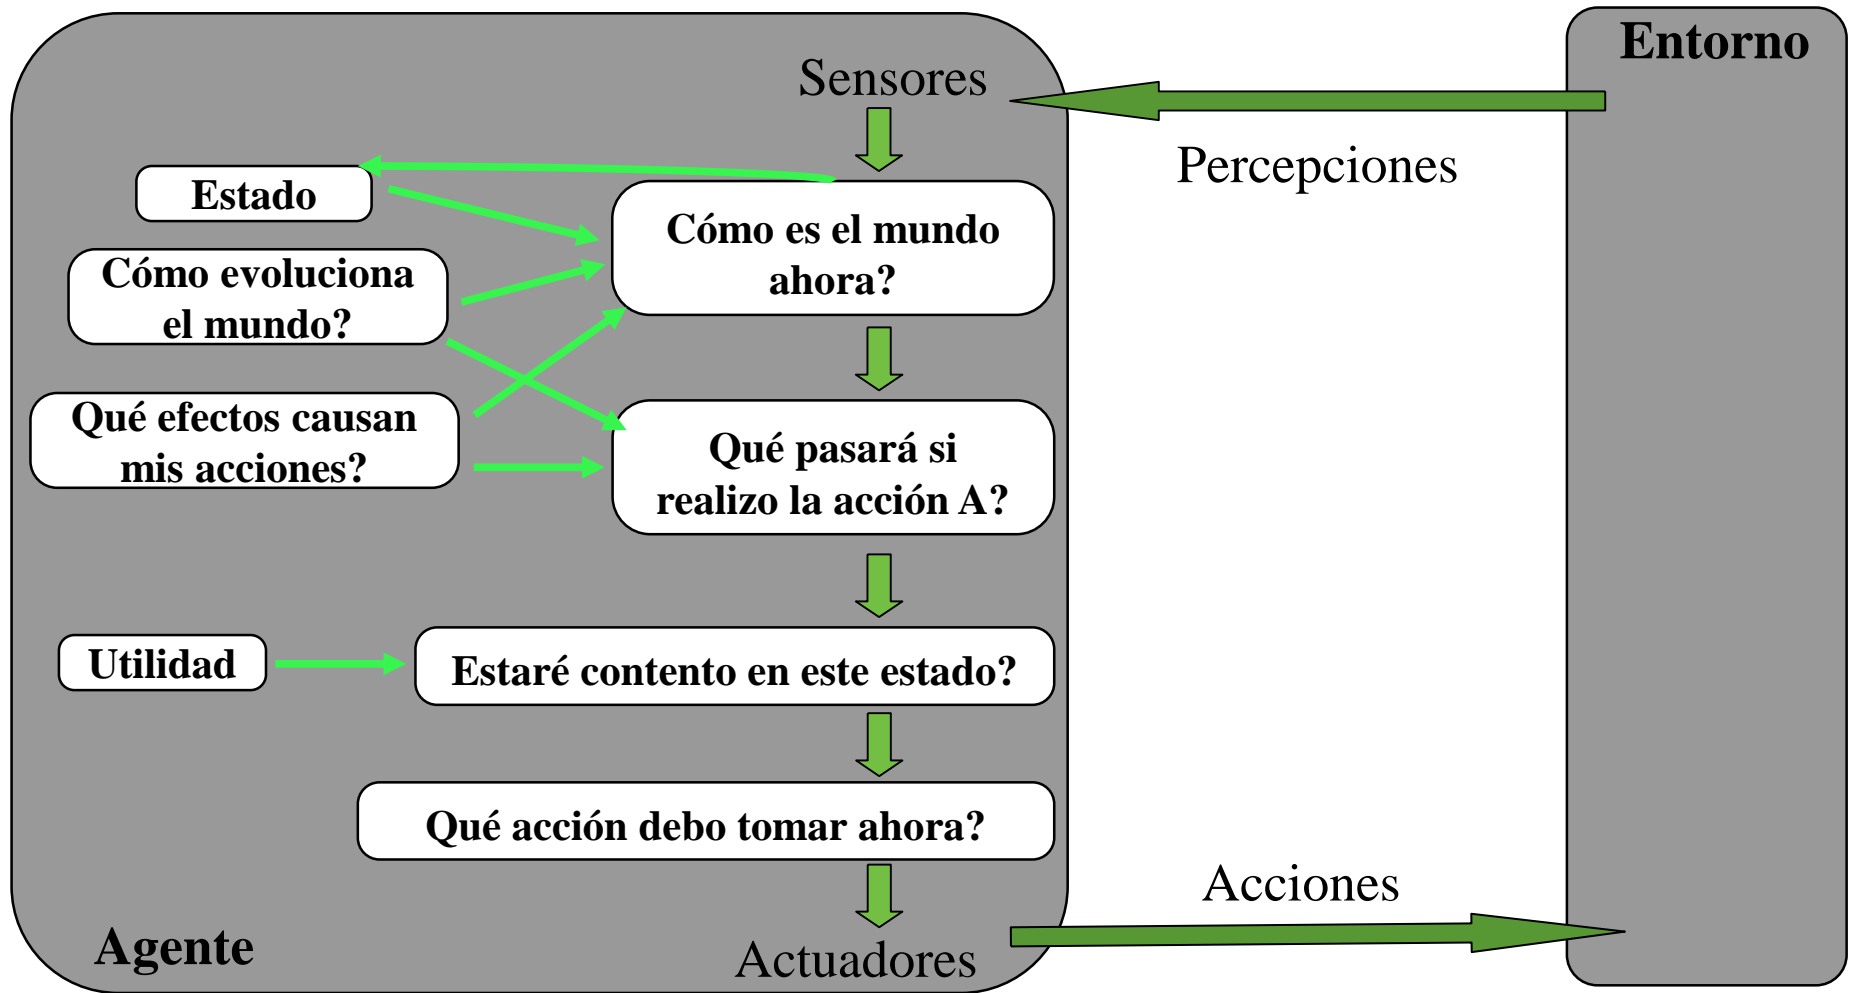 Entorno
Sensores
Percepciones
Estado
Cómo es el mundo
ahora?
Cómo evoluciona
el mundo?
Qué efectos causan
mis acciones?
Qué pasará si
realizo la acción A?
Utilidad
Estaré contento en este estado?
Qué acción debo tomar ahora?
Acciones
Agente
Actuadores